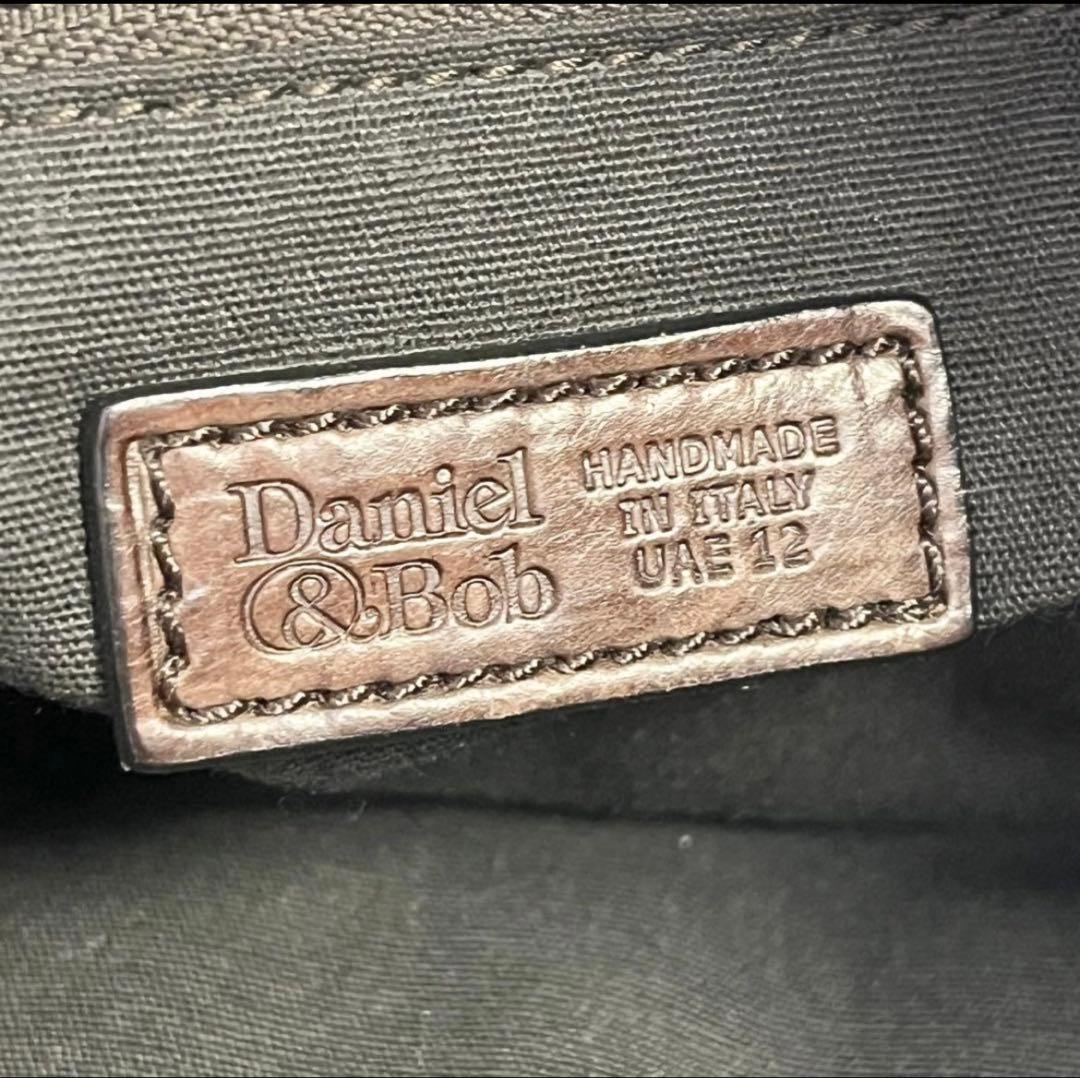 Daniel
&Bob
HANDMADE
IN ITALY
UAE 12